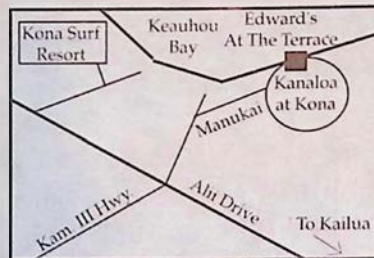 Kona Surf
Resort
Keauhou
Bay
Edward's
At The Terrace
Kanaloa
at Kona
Manukai
Kam III Hwy
Alii Drive
To Kailua